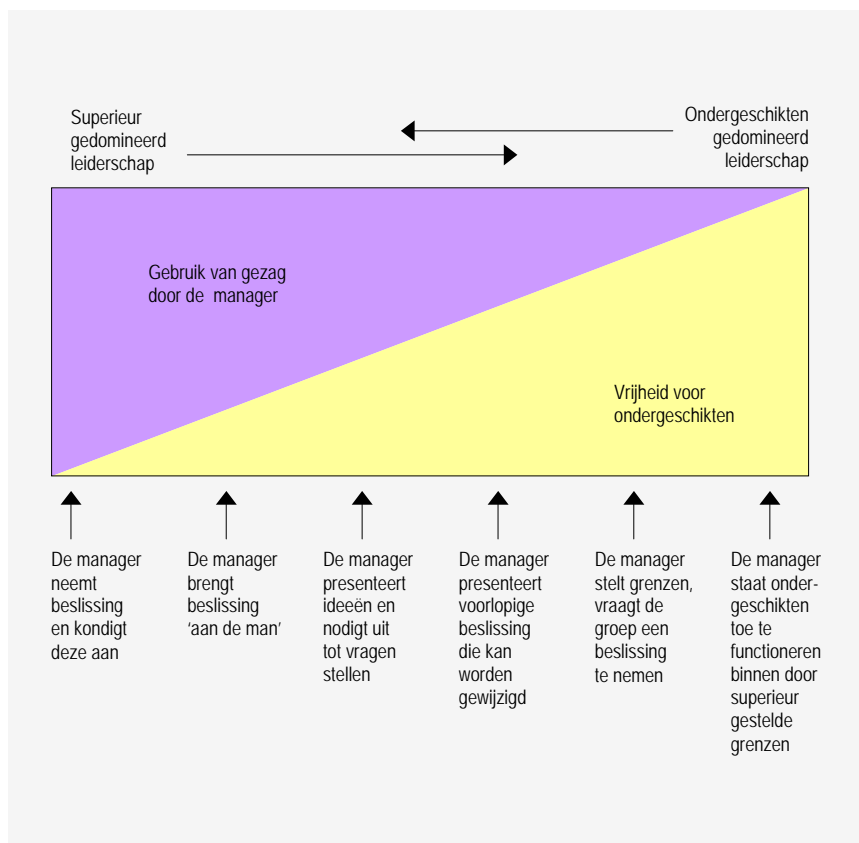 Superieur
gedomineerd
leiderschap
Ondergeschikten
gedomineerd
leiderschap
Gebruik van gezag
door de manager
Vrijheid voor
ondergeschikten
De manager
neemt
beslissing
en kondigt
deze aan
De manager
brengt
beslissing
‘aan de man’
De manager
presenteert
ideeën en
nodigt uit
tot vragen
stellen
De manager
presenteert
voorlopige
beslissing
die kan
worden
gewijzigd
De manager
stelt grenzen,
vraagt de
groep een
beslissing
te nemen
De manager
staat onder-
geschikten
toe te
functioneren
binnen door
superieur
gestelde
grenzen